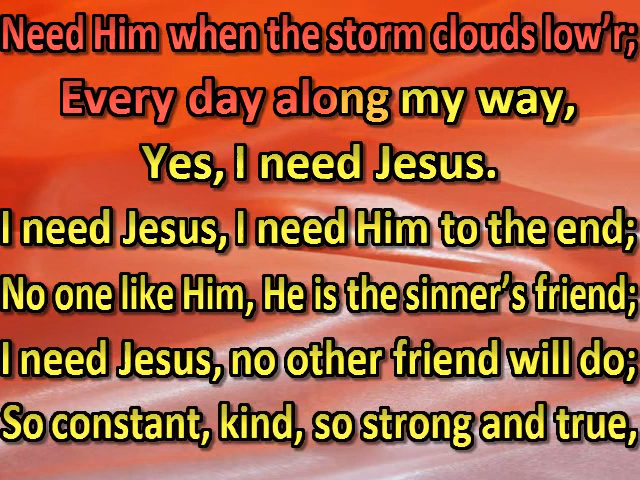 Need Him when the storm clouds low'r;
Every day along my way,
Yes, I need Jesus.
I need Jesus, I need Him to the end;
No one like Him, He is the sinner's friend;
I need Jesus, no other friend will do;
So constant, kind, so strong and true,